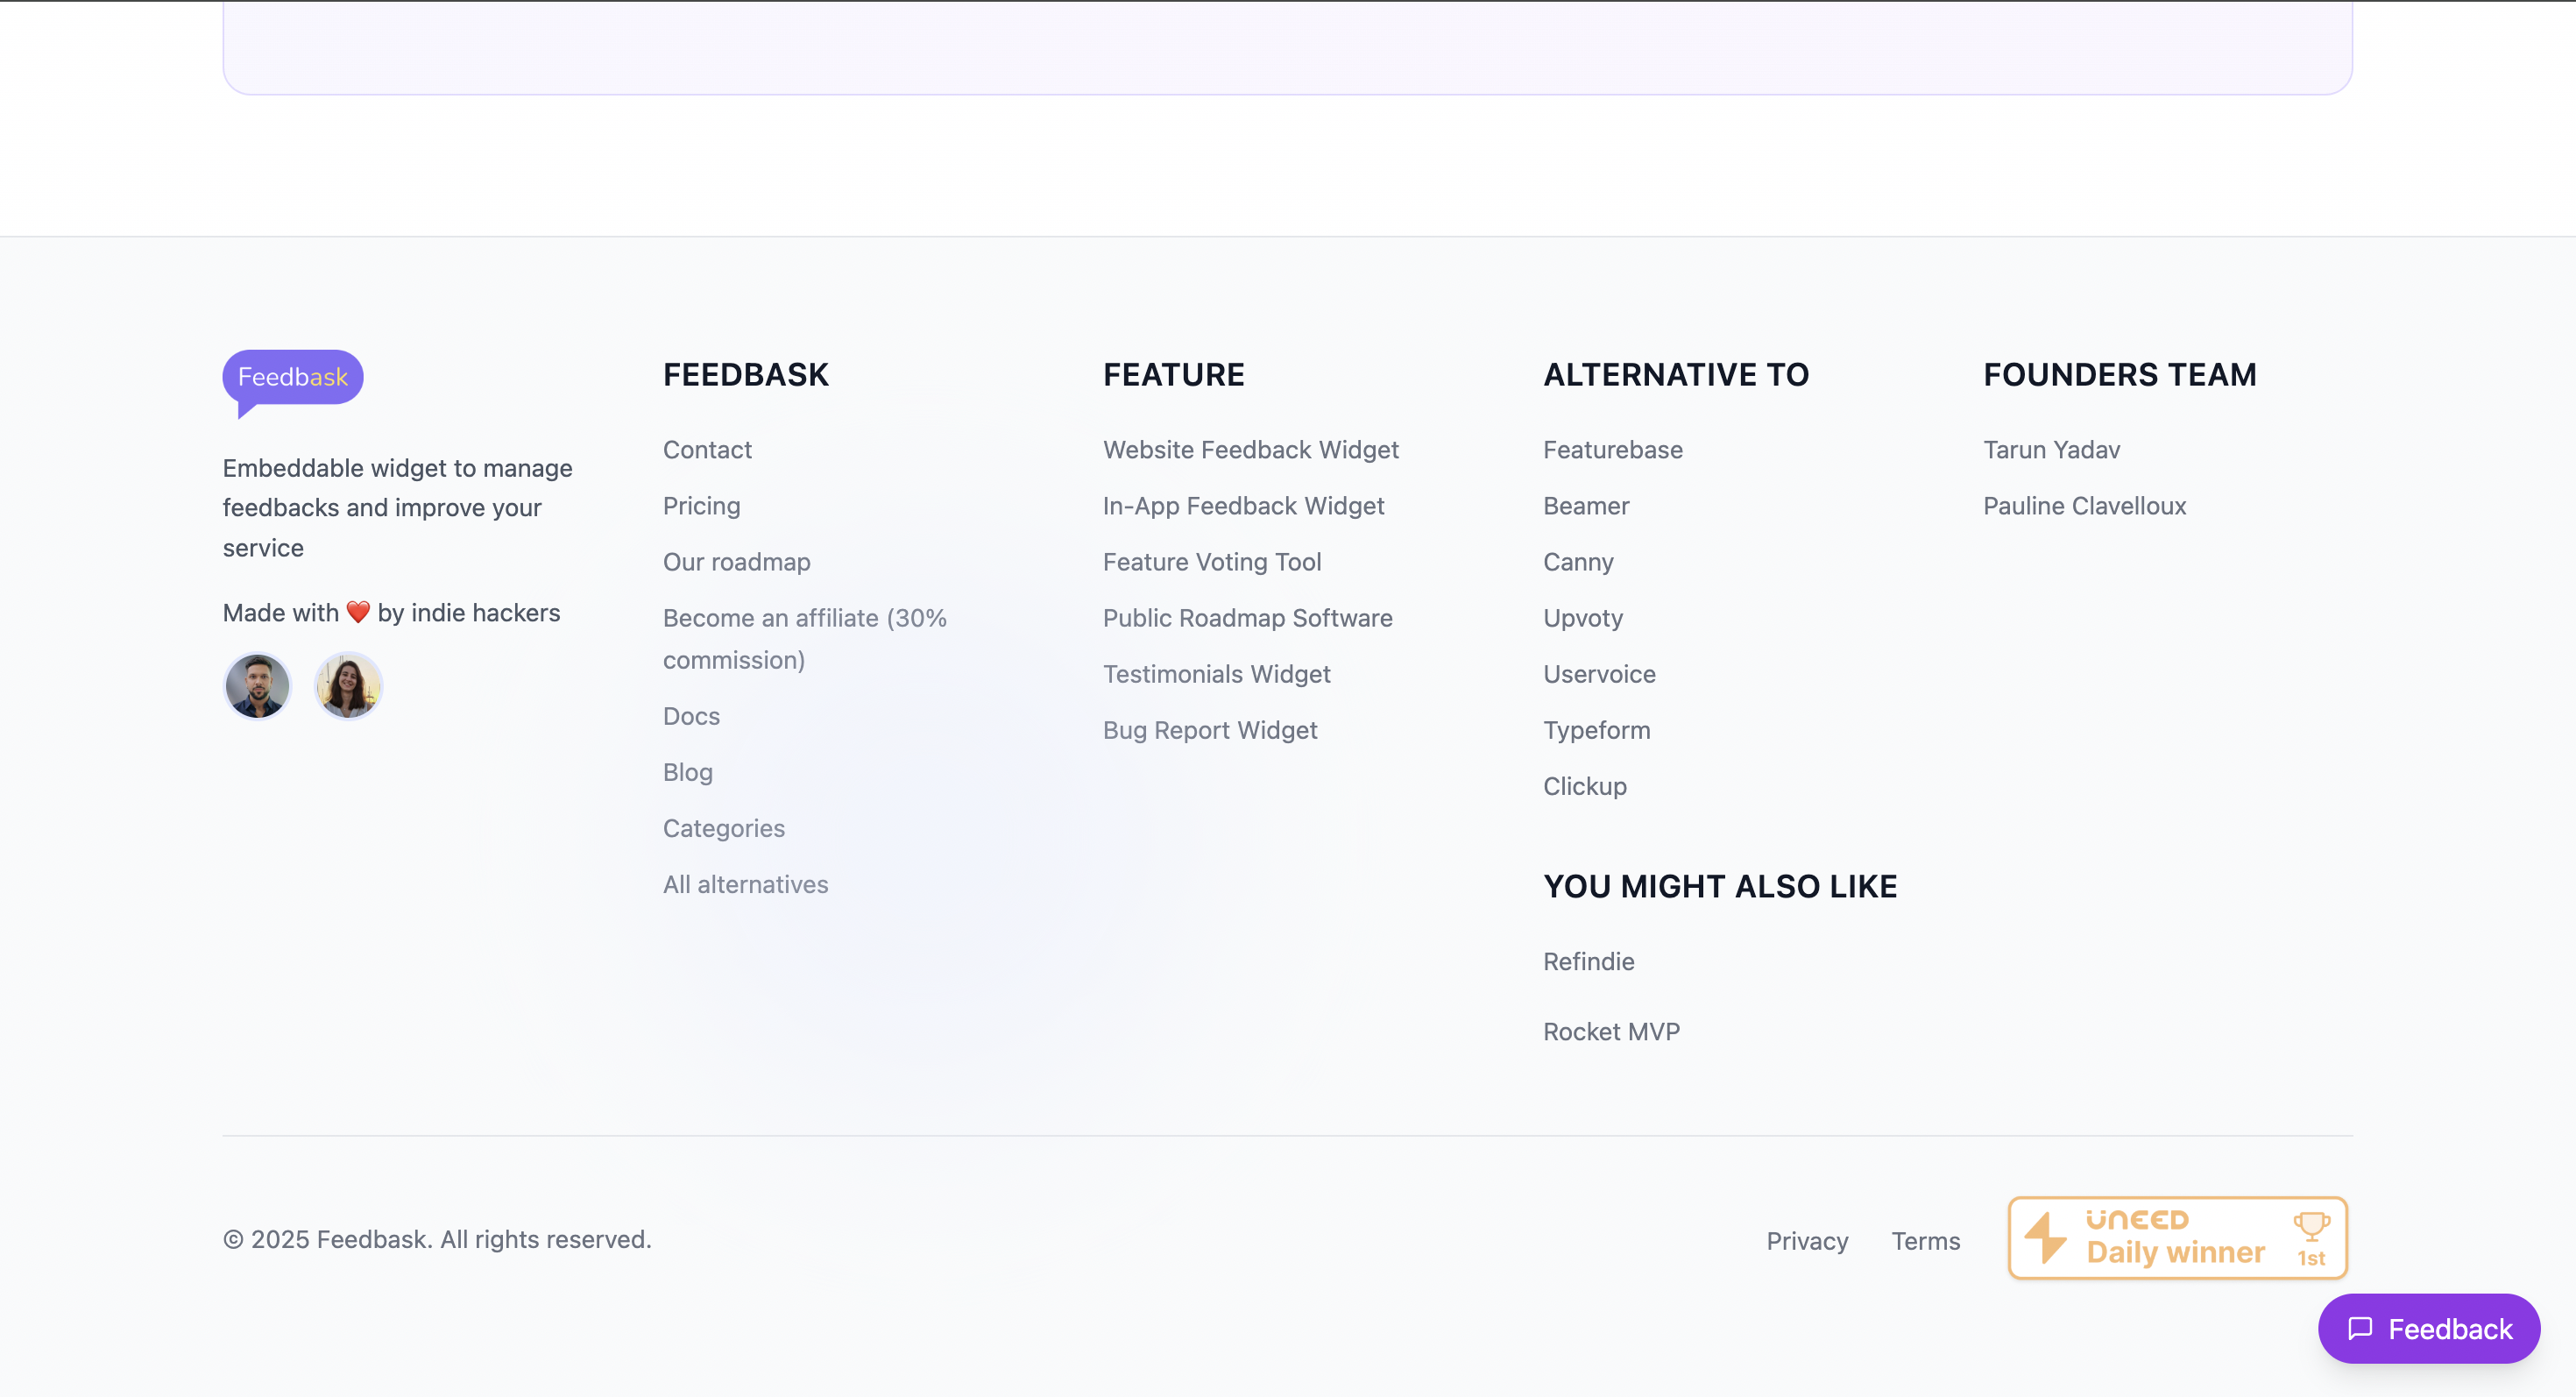 Feedbask
Embeddable widget to manage
feedbacks and improve your
service
Made with ❤️ by indie hackers
FEEDBASK
Contact
Pricing
Our roadmap
Become an affiliate (30%
commission)
Docs
Blog
Categories
All alternatives
FEATURE
Website Feedback Widget
In-App Feedback Widget
Feature Voting Tool
Public Roadmap Software
Testimonials Widget
Bug Report Widget
ALTERNATIVE TO
Featurebase
Beamer
Canny
Upvoty
Uservoice
Typeform
Clickup
YOU MIGHT ALSO LIKE
Refindie
Rocket MVP
FOUNDERS TEAM
Tarun Yadav
Pauline Clavelloux
© 2025 Feedbask. All rights reserved.
Privacy
Terms
UNEED
Daily winner
1st
Feedback